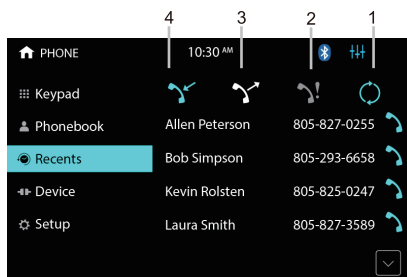 4 3 2 1
PHONE 10:30 AM
Keypad
Phonebook Allen Peterson 805-827-0255
Recents Bob Simpson 805-293-6658
Device Kevin Rolsten 805-825-0247
Setup Laura Smith 805-827-3589